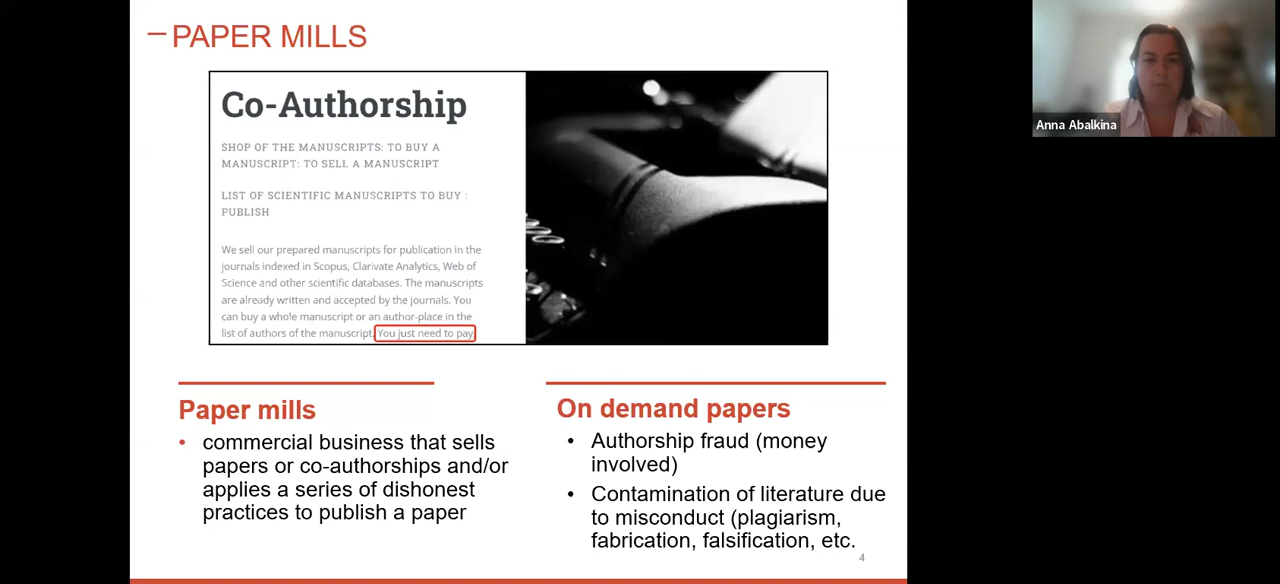 PAPER MILLS
Co-Authorship
SHOP OF THE MANUSCRIPTS: TO BUY A
MANUSCRIPT: TO SELL A MANUSCRIPT
LIST OF SCIENTIFIC MANUSCRIPTS TO BUY :
PUBLISH
We sell our prepared manuscripts for publication in the
journals indexed in Scopus, Clarivate Analytics, Web of
Science and other scientific databases. The manuscripts
are already written and accepted by the journals. You
can buy a whole manuscript or an author-place in the
list of authors of the manuscript. You just need to pay
Paper mills
• commercial business that sells
papers or co-authorships and/or
applies a series of dishonest
practices to publish a paper
On demand papers
• Authorship fraud (money
involved)
• Contamination of literature due
to misconduct (plagiarism,
fabrication, falsification, etc.
4
Anna Abalkina